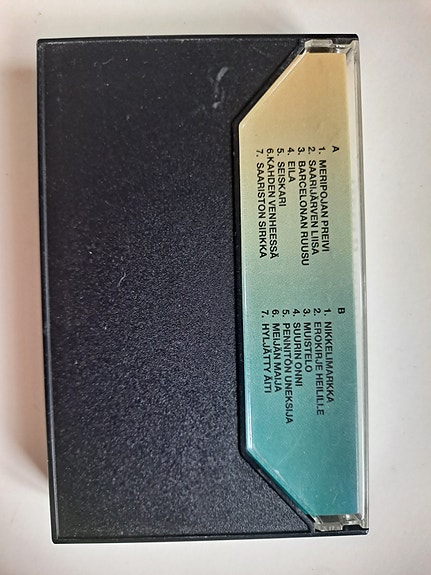 A
1. MERIPOJAN PREIVI
2. SAARIJÄRVEN LIISA
3. BARCELONAN RUUSU
4. EILA
5. SEISKARI
6. KAHDEN VENHEESSÄ
7. SAARISTON SIRKKA
B
1. NIKKELIMARKKA
2. EROKIRJE HEILILLE
3. MUISTELO
4. SUURIN ONNI
5. PENNITÖN UNEKSIJA
6. MEIJÄN MAIJA
7. HYLJÄTTY ÄITI